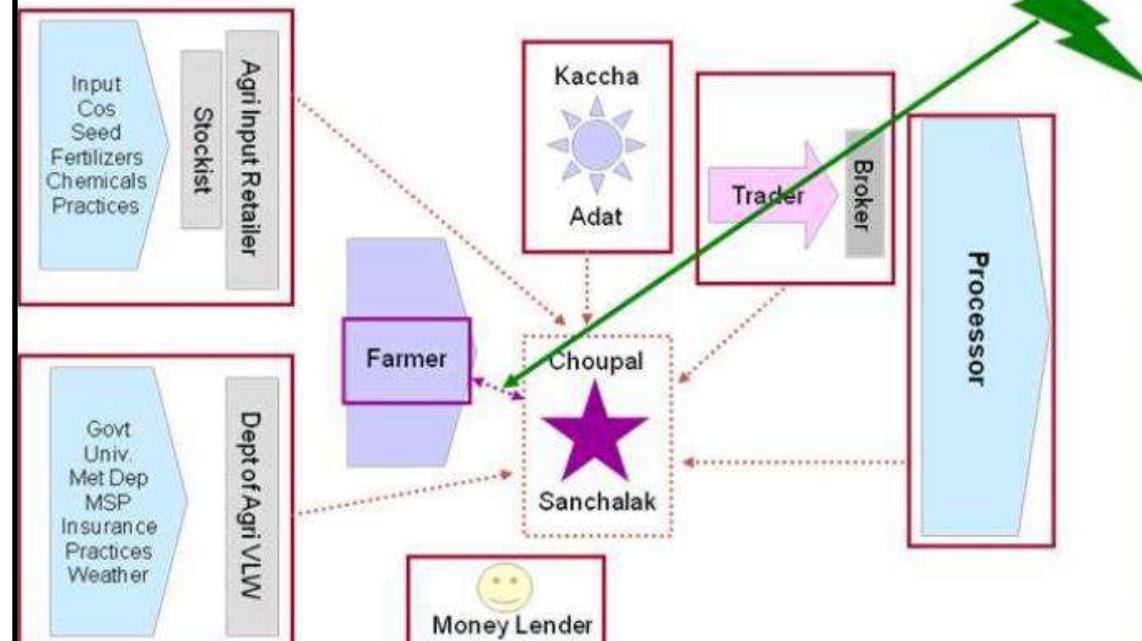 Input
Cos
Seed
Fertilizers
Chemicals
Practices
Stockist
Agri Input Retailer
Kaccha
Adat
Trader
Broker
Processor
Farmer
Choupal
Sanchalak
Govt
Univ.
Met Dep
MSP
Insurance
Practices
Weather
Dept of Agri VLW
Money Lender